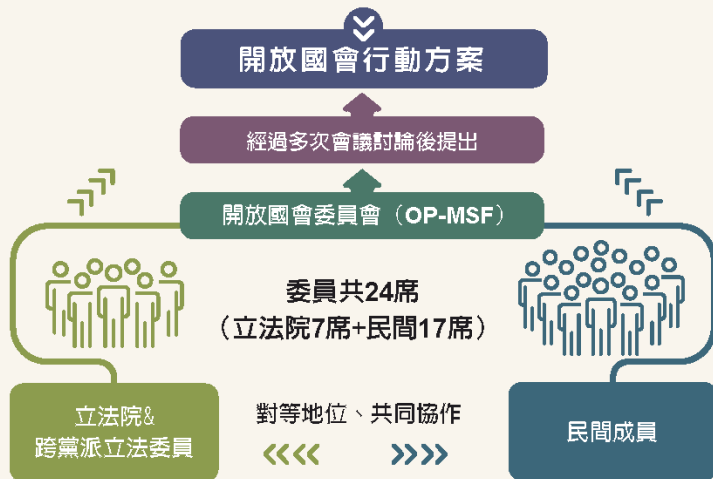 開放國會行動方案
經過多次會議討論後提出
開放國會委員會（OP-MSF）
委員共24席
（立法院7席+民間17席）
立法院&
跨黨派立法委員
對等地位、共同協作
民間成員